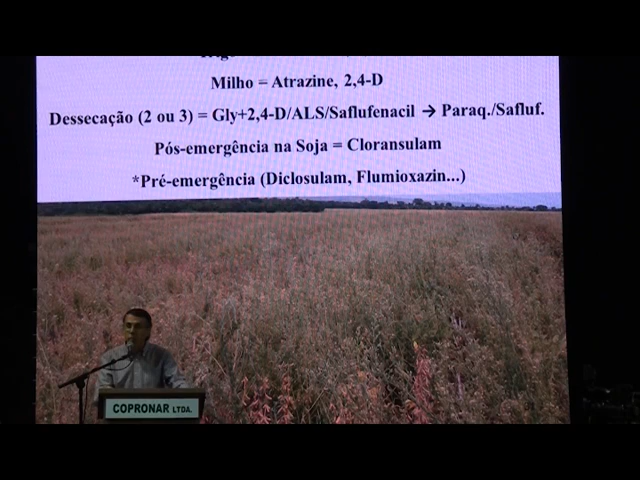 Milho = Atrazine, 2,4-D
Dessecação (2 ou 3) = Gly+2,4-D/ALS/Saflufenacil → Paraq./Safluf.
Pós-emergência na Soja = Cloransulam
*Pré-emergência (Diclosulam, Flumioxazin...)
COPRONAR LTDA.